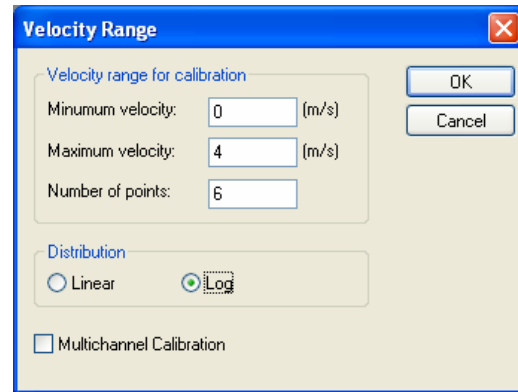 Velocity Range
Velocity range for calibration
Minumum velocity: 0 (m/s)
Maximum velocity: 4 (m/s)
Number of points: 6
OK
Cancel
Distribution
Linear Log
Multichannel Calibration